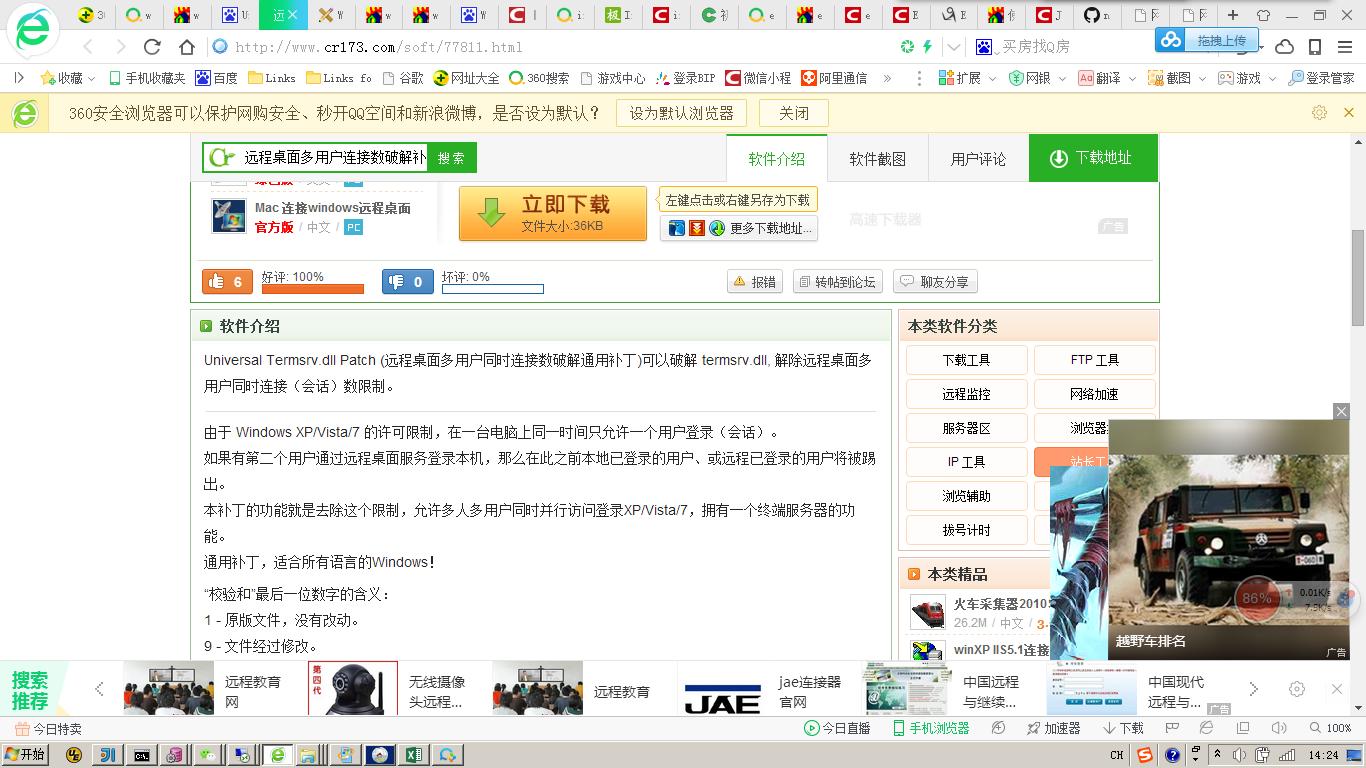 http://www.cr173.com/soft/77311.html
买房找Q房
拖拽上传
收藏 手机收藏夹 百度 Links Links fo 谷歌 网址大全 360搜索 游戏中心 登录BIP 微信小程 阿里通信 » 扩展 网银 翻译 截图 游戏 登录管家
360安全浏览器可以保护网购安全、秒开QQ空间和新浪微博，是否设为默认？ 设为默认浏览器 关闭
远程桌面多用户连接数破解补 搜索 软件介绍 软件截图 用户评论 下载地址
Mac 连接windows远程桌面
官方版 / 中文 / PC
立即下载
文件大小:36KB
左键点击或右键另存为下载
更多下载地址...
高速下载器
广告
6 好评: 100% 0 坏评: 0% 报错 转帖到论坛 聊友分享
软件介绍
Universal Termsrv.dll Patch (远程桌面多用户同时连接数破解通用补丁)可以破解 termsrv.dll, 解除远程桌面多
用户同时连接（会话）数限制。
由于 Windows XP/Vista/7 的许可限制，在一台电脑上同一时间只允许一个用户登录（会话）。
如果有第二个用户通过远程桌面服务登录本机，那么在此之前本地已登录的用户、或远程已登录的用户将被踢
出。
本补丁的功能就是去除这个限制，允许多人多用户同时并行访问登录XP/Vista/7，拥有一个终端服务器的功
能。
通用补丁，适合所有语言的Windows！
“校验和”最后一位数字的含义：
1 - 原版文件，没有改动。
9 - 文件经过修改。
本类软件分类
下载工具 FTP 工具
远程监控 网络加速
服务器区 浏览器
IP 工具 站长工
浏览辅助
拨号计时
本类精品
火车采集器2010
26.2M / 中文 / 3.
winXP IIS5.1连接
86%
0.01K/s
7.5K/s
越野车排名
广告
搜索
推荐
远程教育
网
无线摄像
头远程...
远程教育
JAE
jae连接器
官网
中国远程
与继续...
中国现代
远程与...
广告
今日特卖 今日直播 手机浏览器 加速器 下载 100%
开始 CH 14:24